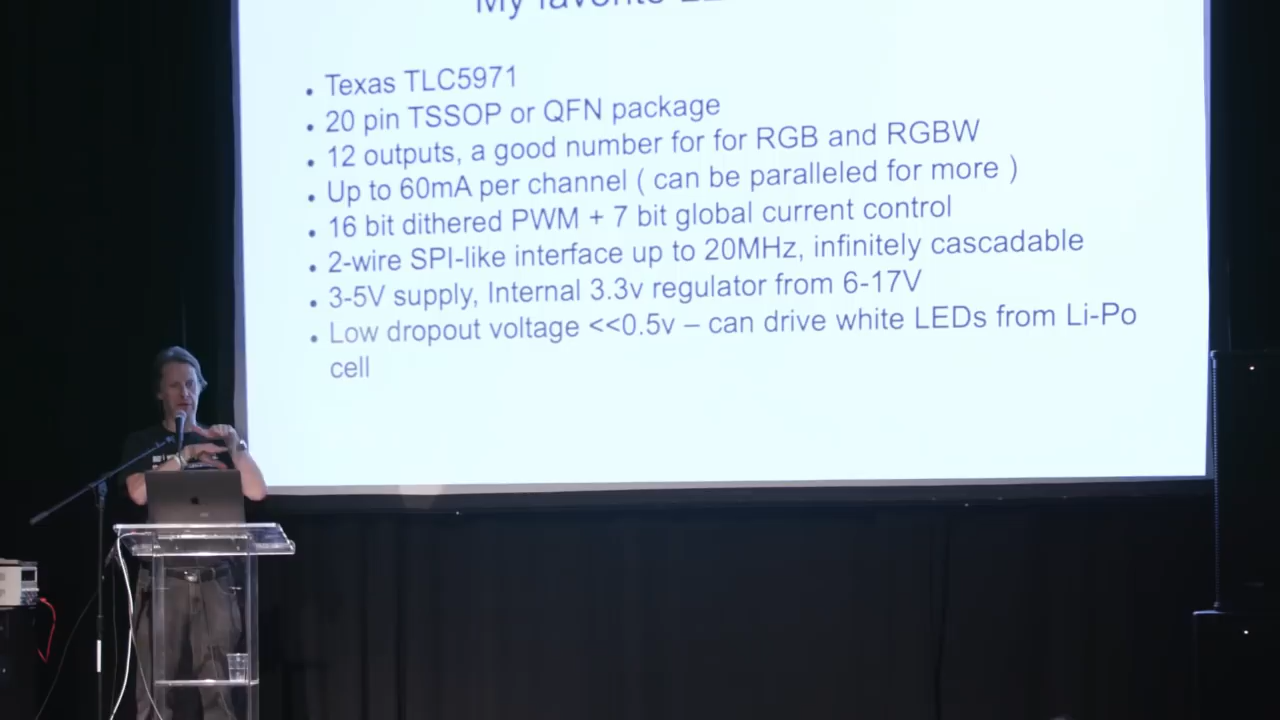 My favorite
• Texas TLC5971
• 20 pin TSSOP or QFN package
• 12 outputs, a good number for for RGB and RGBW
• Up to 60mA per channel ( can be paralleled for more )
• 16 bit dithered PWM + 7 bit global current control
• 2-wire SPI-like interface up to 20MHz, infinitely cascadable
• 3-5V supply, Internal 3.3v regulator from 6-17V
• Low dropout voltage <<0.5v – can drive white LEDs from Li-Po
cell